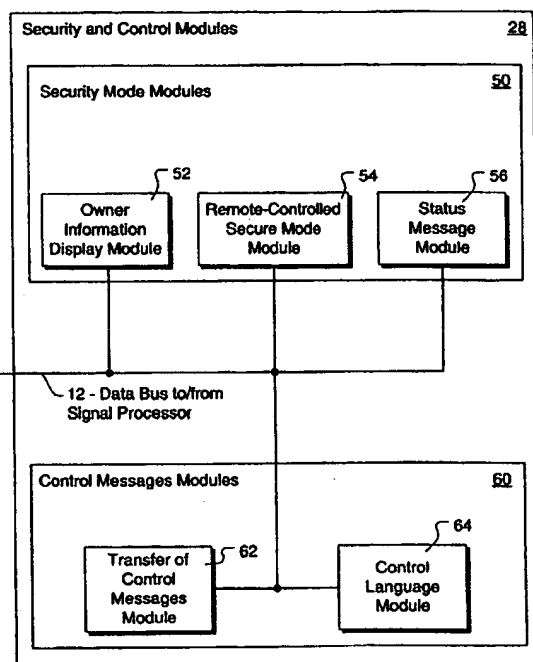 Security and Control Modules 28
Security Mode Modules 50
52
Owner
Information
Display Module
54
Remote-Controlled
Secure Mode
Module
56
Status
Message
Module
12 - Data Bus to/from
Signal Processor
Control Messages Modules 60
62
Transfer of
Control
Messages
Module
64
Control
Language
Module